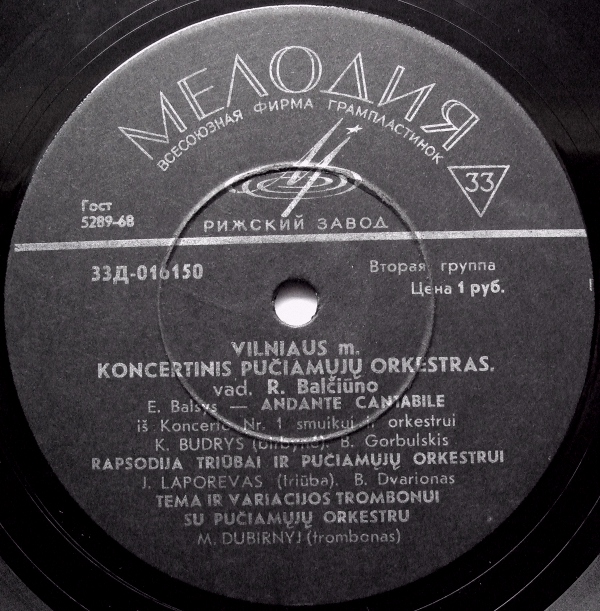 МЕЛОДИЯ
ВСЕСОЮЗНАЯ ФИРМА ГРАМПЛАСТИНОК
33
Гост
5289-68
РИЖСКИЙ ЗАВОД
33Д-016150
Вторая группа
Цена 1 руб.
VILNIAUS m.
KONCERTINIS PUČIAMŲJŲ ORKESTRAS.
vad. R. Balčiūno
E. Balsys — ANDANTE CANTABILE
iš Koncerto Nr. 1 smuikui ir orkestrui
K. BUDRYS (birbynė). B. Gorbulskis
RAPSODIJA TRIŪBAI IR PUČIAMŲJŲ ORKESTRUI
J. LAPOREVAS (triūba). B. Dvarionas
TEMA IR VARIACIJOS TROMBONUI
SU PUČIAMŲJŲ ORKESTRU
M. DUBIRNYJ (trombonas)